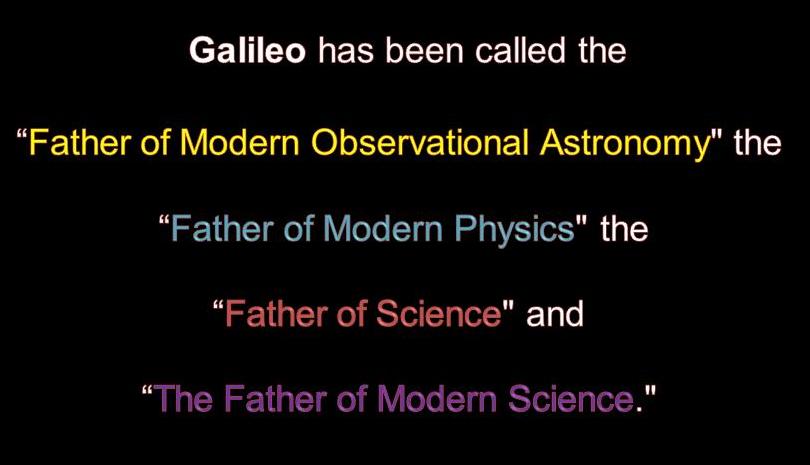 Galileo has been called the
“Father of Modern Observational Astronomy" the
“Father of Modern Physics" the
“Father of Science" and
“The Father of Modern Science."